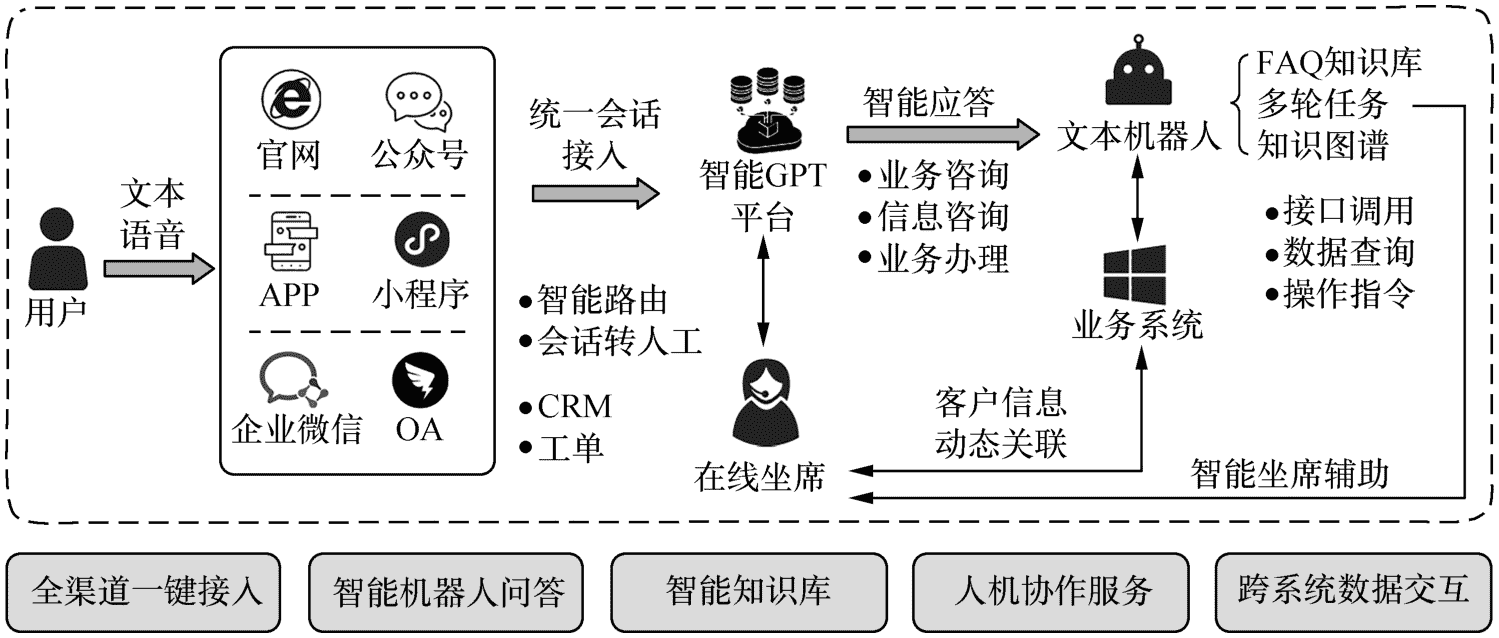 用户
文本
语音
官网
公众号
APP
小程序
企业微信
OA
统一会话
接入
●智能路由
●会话转人工
●CRM
●工单
智能GPT
平台
在线坐席
智能应答
●业务咨询
●信息咨询
●业务办理
文本机器人
FAQ知识库
多轮任务
知识图谱
●接口调用
●数据查询
●操作指令
业务系统
客户信息
动态关联
智能坐席辅助
全渠道一键接入
智能机器人问答
智能知识库
人机协作服务
跨系统数据交互